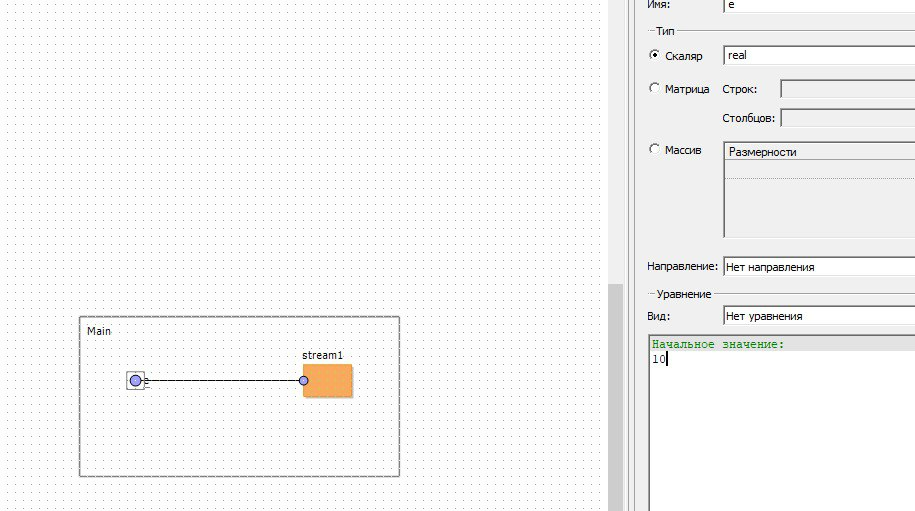 Имя: e
Тип
Скаляр real
Матрица Строк:
Столбцов:
Массив Размерности
Направление: Нет направления
Уравнение
Вид: Нет уравнения
Начальное значение:
10
Main
stream1
e